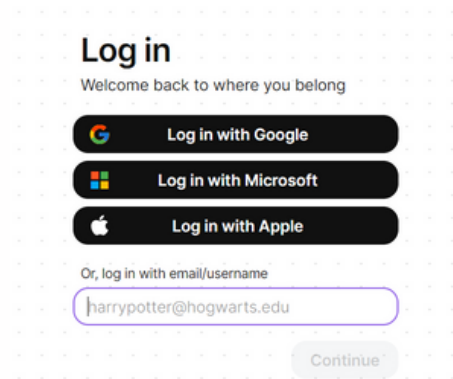 Log in
Welcome back to where you belong
Log in with Google
Log in with Microsoft
Log in with Apple
Or, log in with email/username
harrypotter@hogwarts.edu
Continue